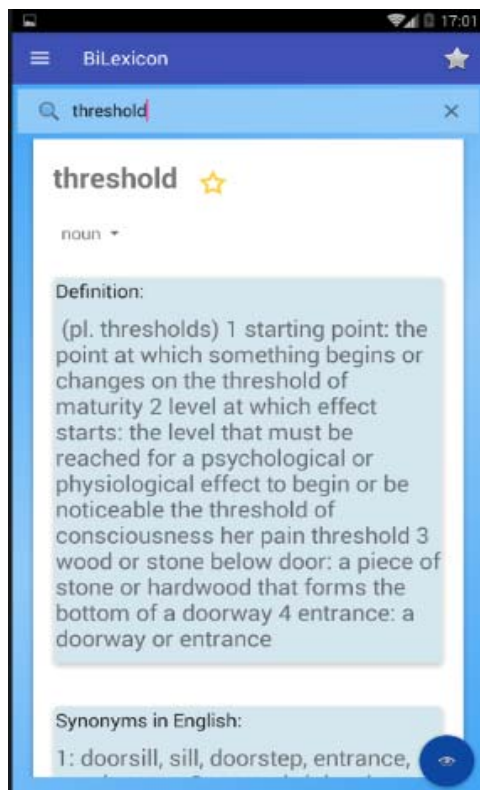 17:01
BiLexicon
threshold
threshold
noun
Definition:
(pl. thresholds) 1 starting point: the
point at which something begins or
changes on the threshold of
maturity 2 level at which effect
starts: the level that must be
reached for a psychological or
physiological effect to begin or be
noticeable the threshold of
consciousness her pain threshold 3
wood or stone below door: a piece of
stone or hardwood that forms the
bottom of a doorway 4 entrance: a
doorway or entrance
Synonyms in English:
1: doorsill, sill, doorstep, entrance,